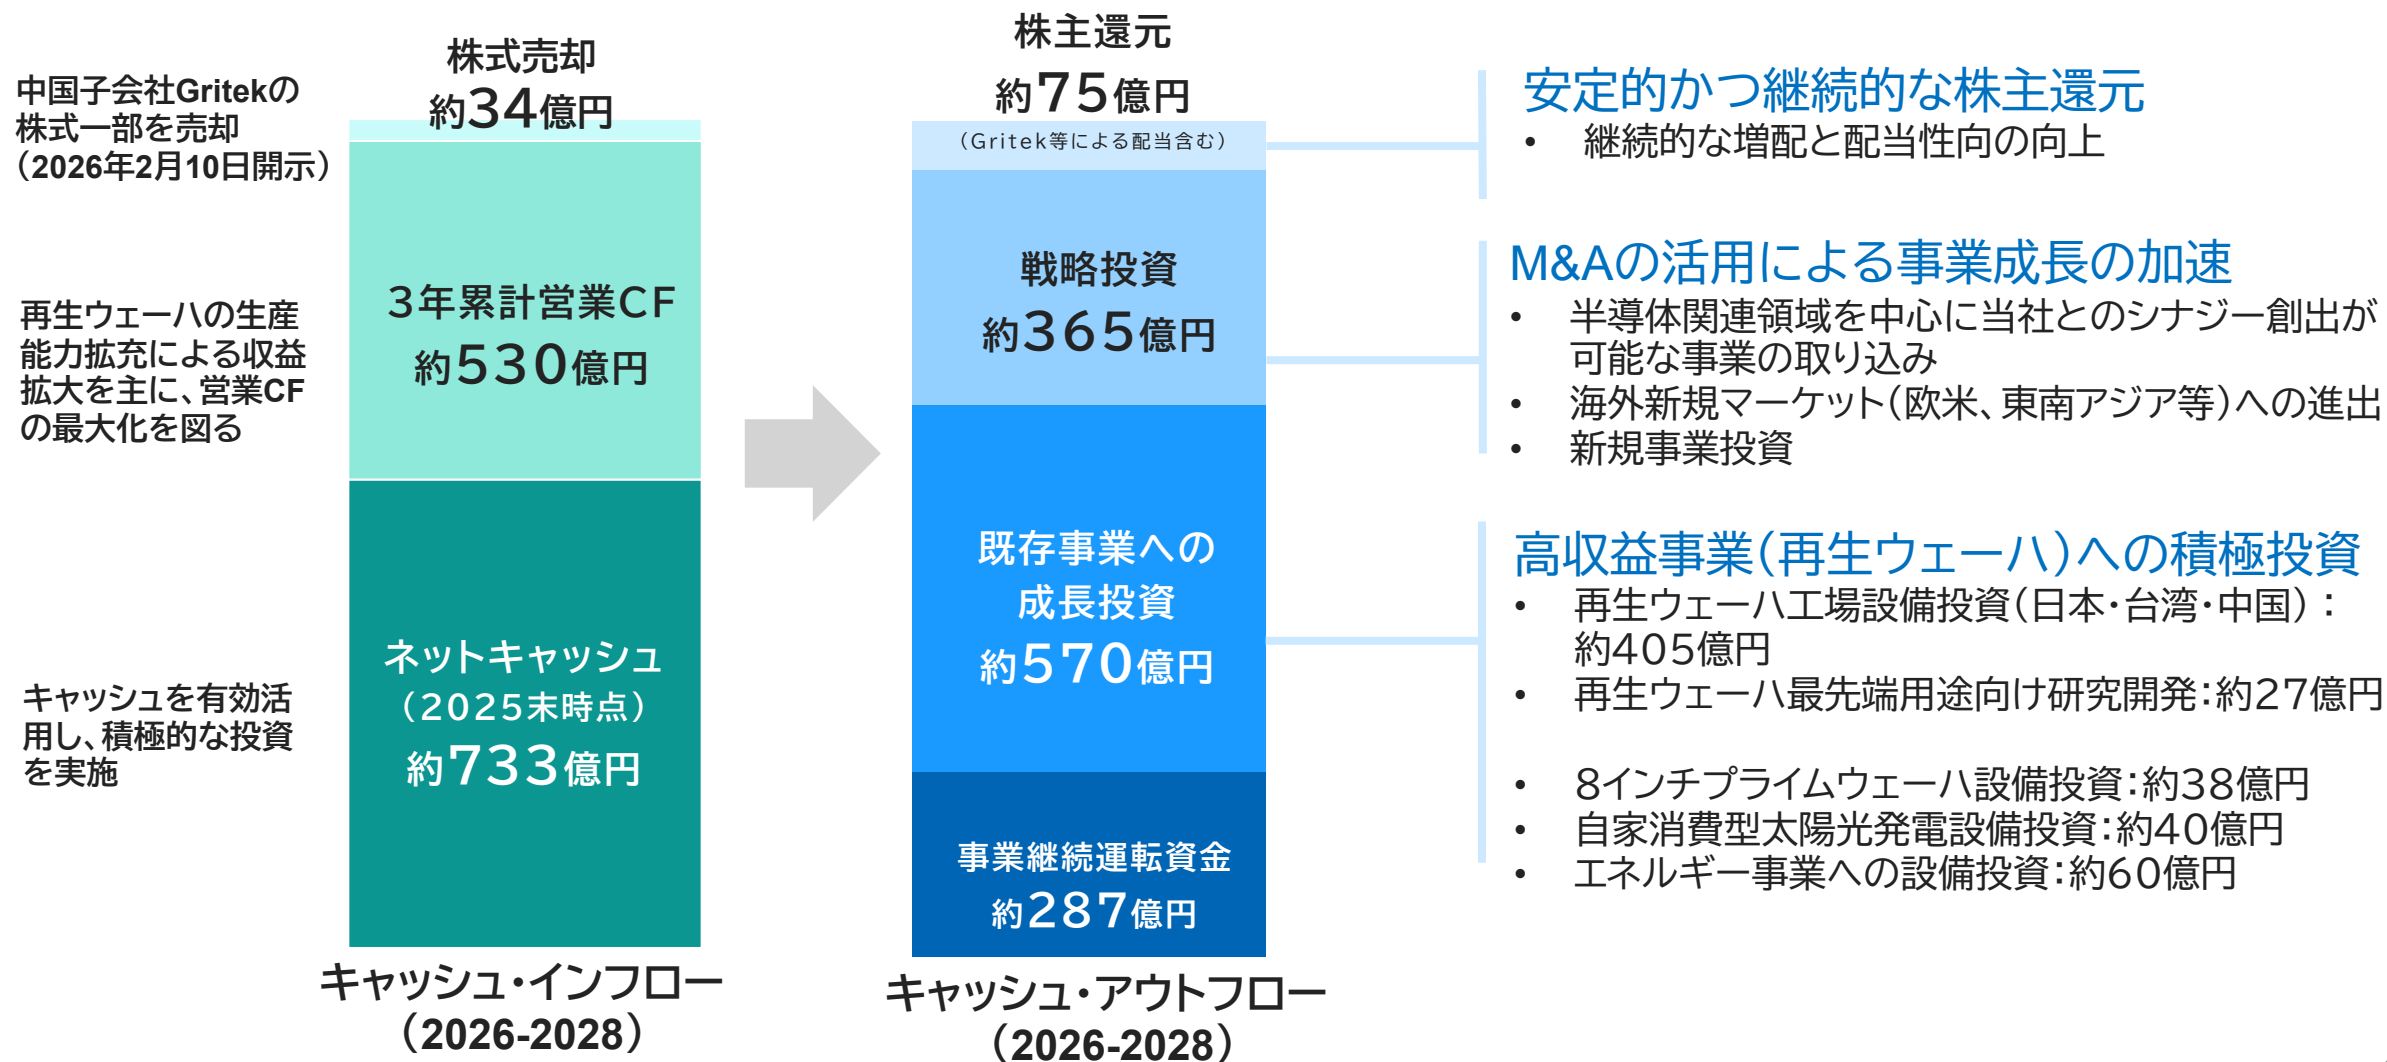 中国子会社Gritekの
株式一部を売却
（2026年2月10日開示）
再生ウェーハの生産
能力拡充による収益
拡大を主に、営業CF
の最大化を図る
キャッシュを有効活
用し、積極的な投資
を実施
株式売却
約34億円
3年累計営業CF
約530億円
ネットキャッシュ
（2025末時点）
約733億円
キャッシュ・インフロー
（2026-2028）
株主還元
約75億円
（Gritek等による配当含む）
戦略投資
約365億円
既存事業への
成長投資
約570億円
事業継続運転資金
約287億円
キャッシュ・アウトフロー
（2026-2028）
安定的かつ継続的な株主還元
• 継続的な増配と配当性向の向上
M&Aの活用による事業成長の加速
• 半導体関連領域を中心に当社とのシナジー創出が
可能な事業の取り込み
• 海外新規マーケット（欧米、東南アジア等）への進出
• 新規事業投資
高収益事業（再生ウェーハ）への積極投資
• 再生ウェーハ工場設備投資（日本・台湾・中国）：
約405億円
• 再生ウェーハ最先端用途向け研究開発：約27億円
• 8インチプライムウェーハ設備投資：約38億円
• 自家消費型太陽光発電設備投資：約40億円
• エネルギー事業への設備投資：約60億円